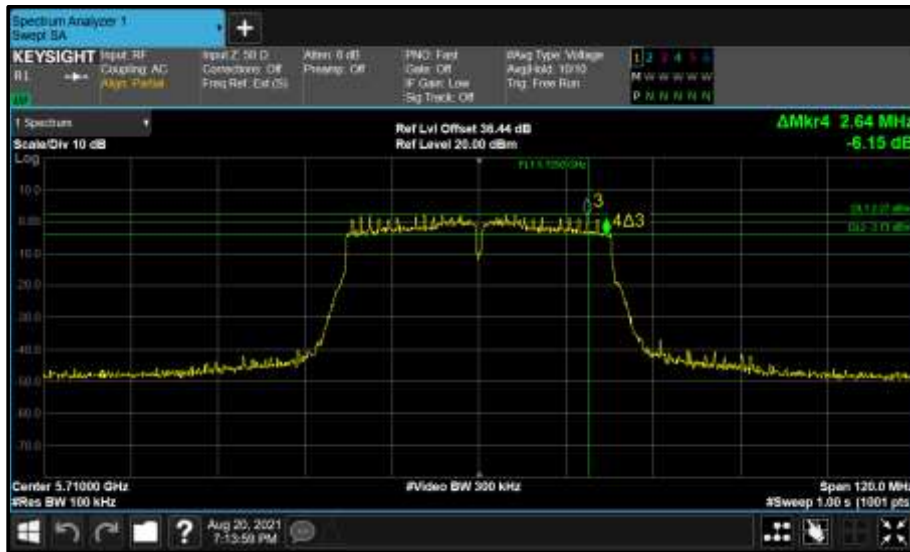 Spectrum Analyzer 1
Swept SA
+
KEYSIGHT
Input: RF
Coupling: AC
Align: Partial
Input Z: 50 Ω
Corrections: Off
Freq Ref: Ext (S)
Atten: 0 dB
Preamp: Off
PNO: Fast
Gate: Off
IF Gain: Low
Sig Track: Off
#Avg Type: Voltage
Avg|Hold: 10/10
Trig: Free Run
1 2 3 4 5 6
M W W W W W
P N N N N N
1 Spectrum
Scale/Div 10 dB
Log
Ref Lvl Offset 36.44 dB
Ref Level 20.00 dBm
ΔMkr4 2.64 MHz
-6.15 dB
10.0
0.00
-10.0
-20.0
-30.0
-40.0
-50.0
-60.0
-70.0
3
4Δ3
Center 5.71000 GHz
#Res BW 100 kHz
#Video BW 300 kHz
Span 120.0 MHz
#Sweep 1.00 s (1001 pts
?
Aug 20, 2021
7:13:59 PM